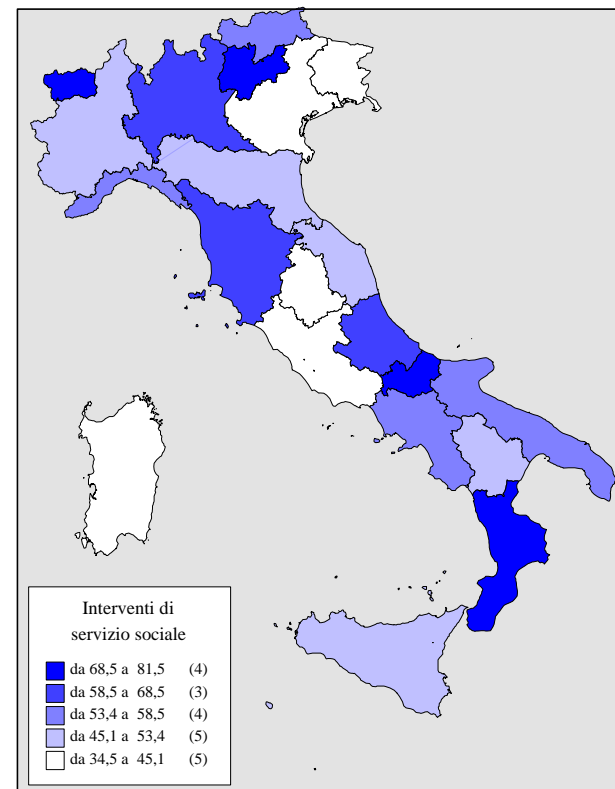 Interventi di
servizio sociale
da 68,5 a 81,5 (4)
da 58,5 a 68,5 (3)
da 53,4 a 58,5 (4)
da 45,1 a 53,4 (5)
da 34,5 a 45,1 (5)